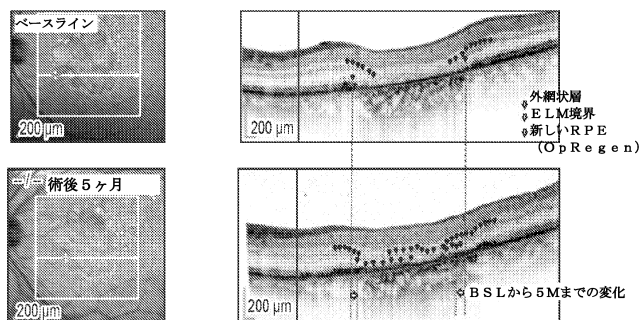 ベースライン
200 μm
200 μm
外網状層
ELM境界
新しいRPE
(OpRegen)
術後5ヶ月
200 μm
200 μm
BSLから5Mまでの変化